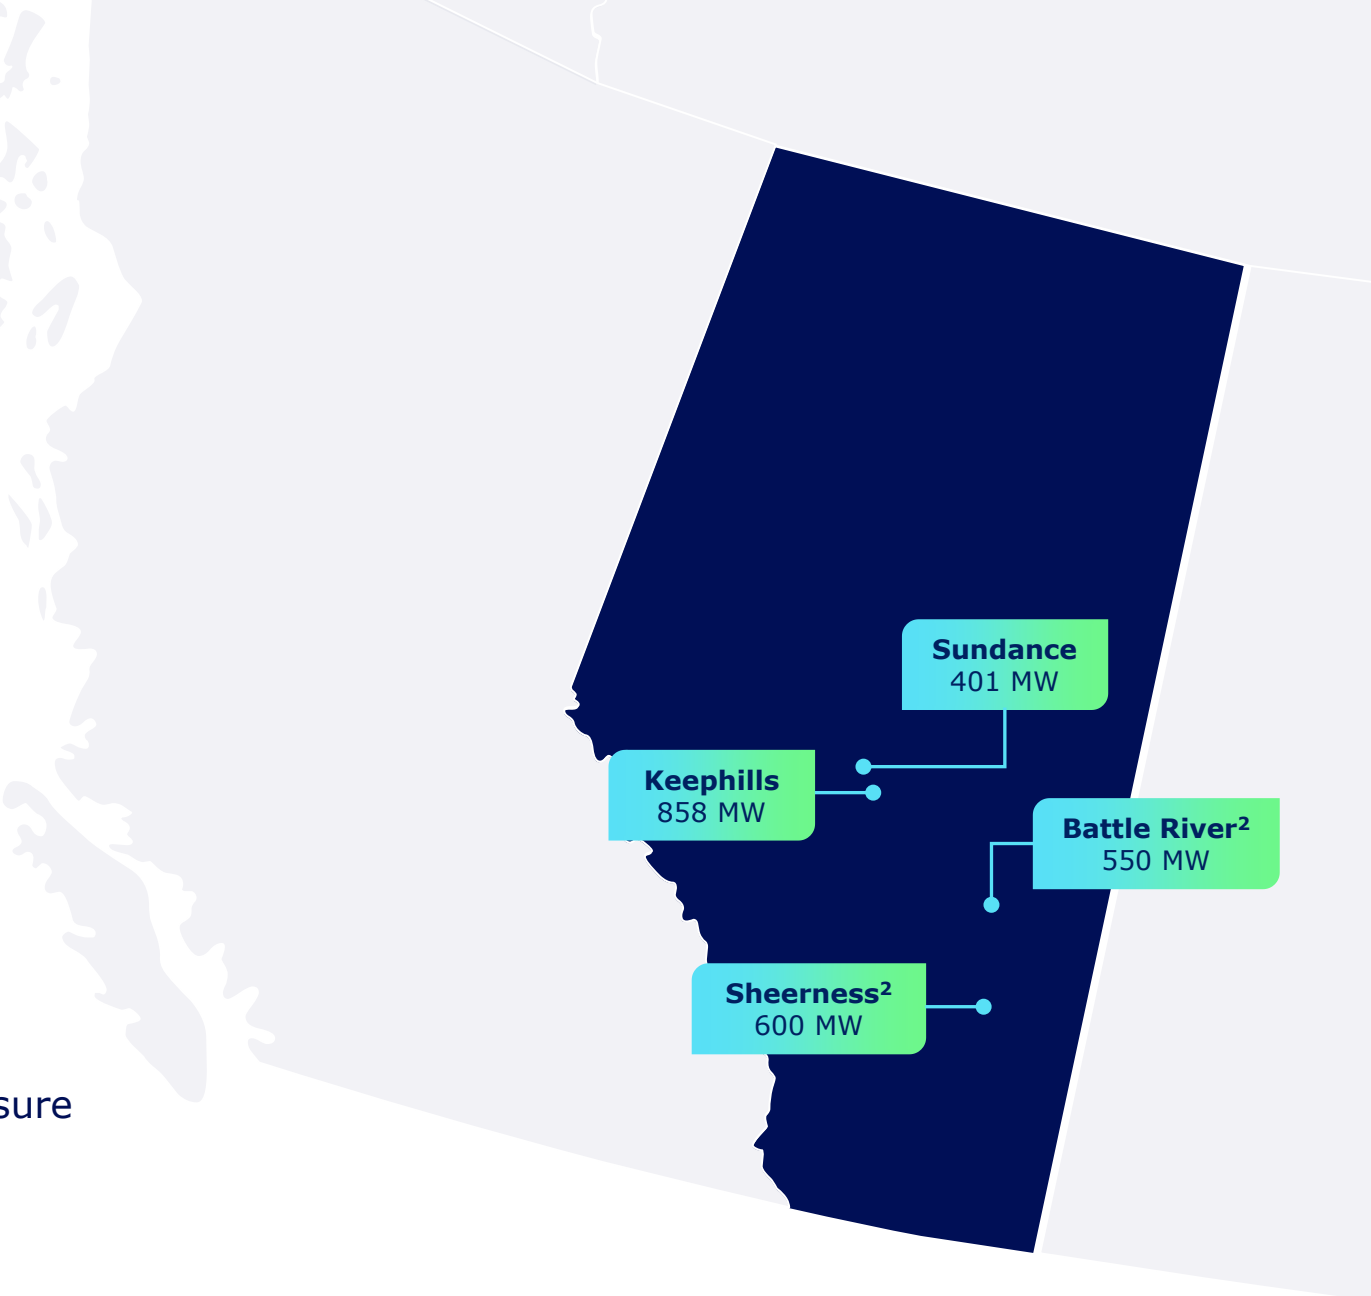 Sundance
401 MW
Keephills
858 MW
Battle River²
550 MW
Sheerness²
600 MW
sure